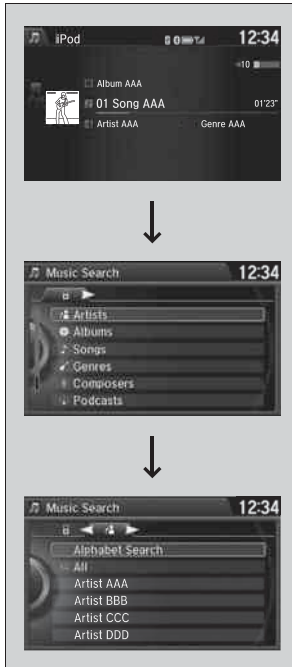 iPod 12:34
10
Album AAA
01 Song AAA 01'23"
Artist AAA Genre AAA
Music Search 12:34
Artists
Albums
Songs
Genres
Composers
Podcasts
Music Search 12:34
Alphabet Search
All
Artist AAA
Artist BBB
Artist CCC
Artist DDD